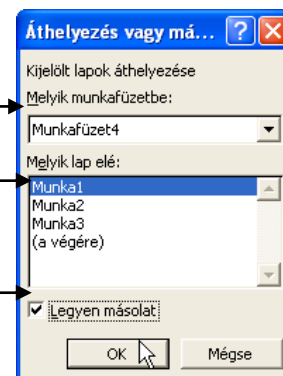 Áthelyezés vagy má...
Kijelölt lapok áthelyezése
Melyik munkafüzetbe:
Munkafüzet4
Melyik lap elé:
Munka1
Munka2
Munka3
(a végére)
Legyen másolat
OK
Mégse